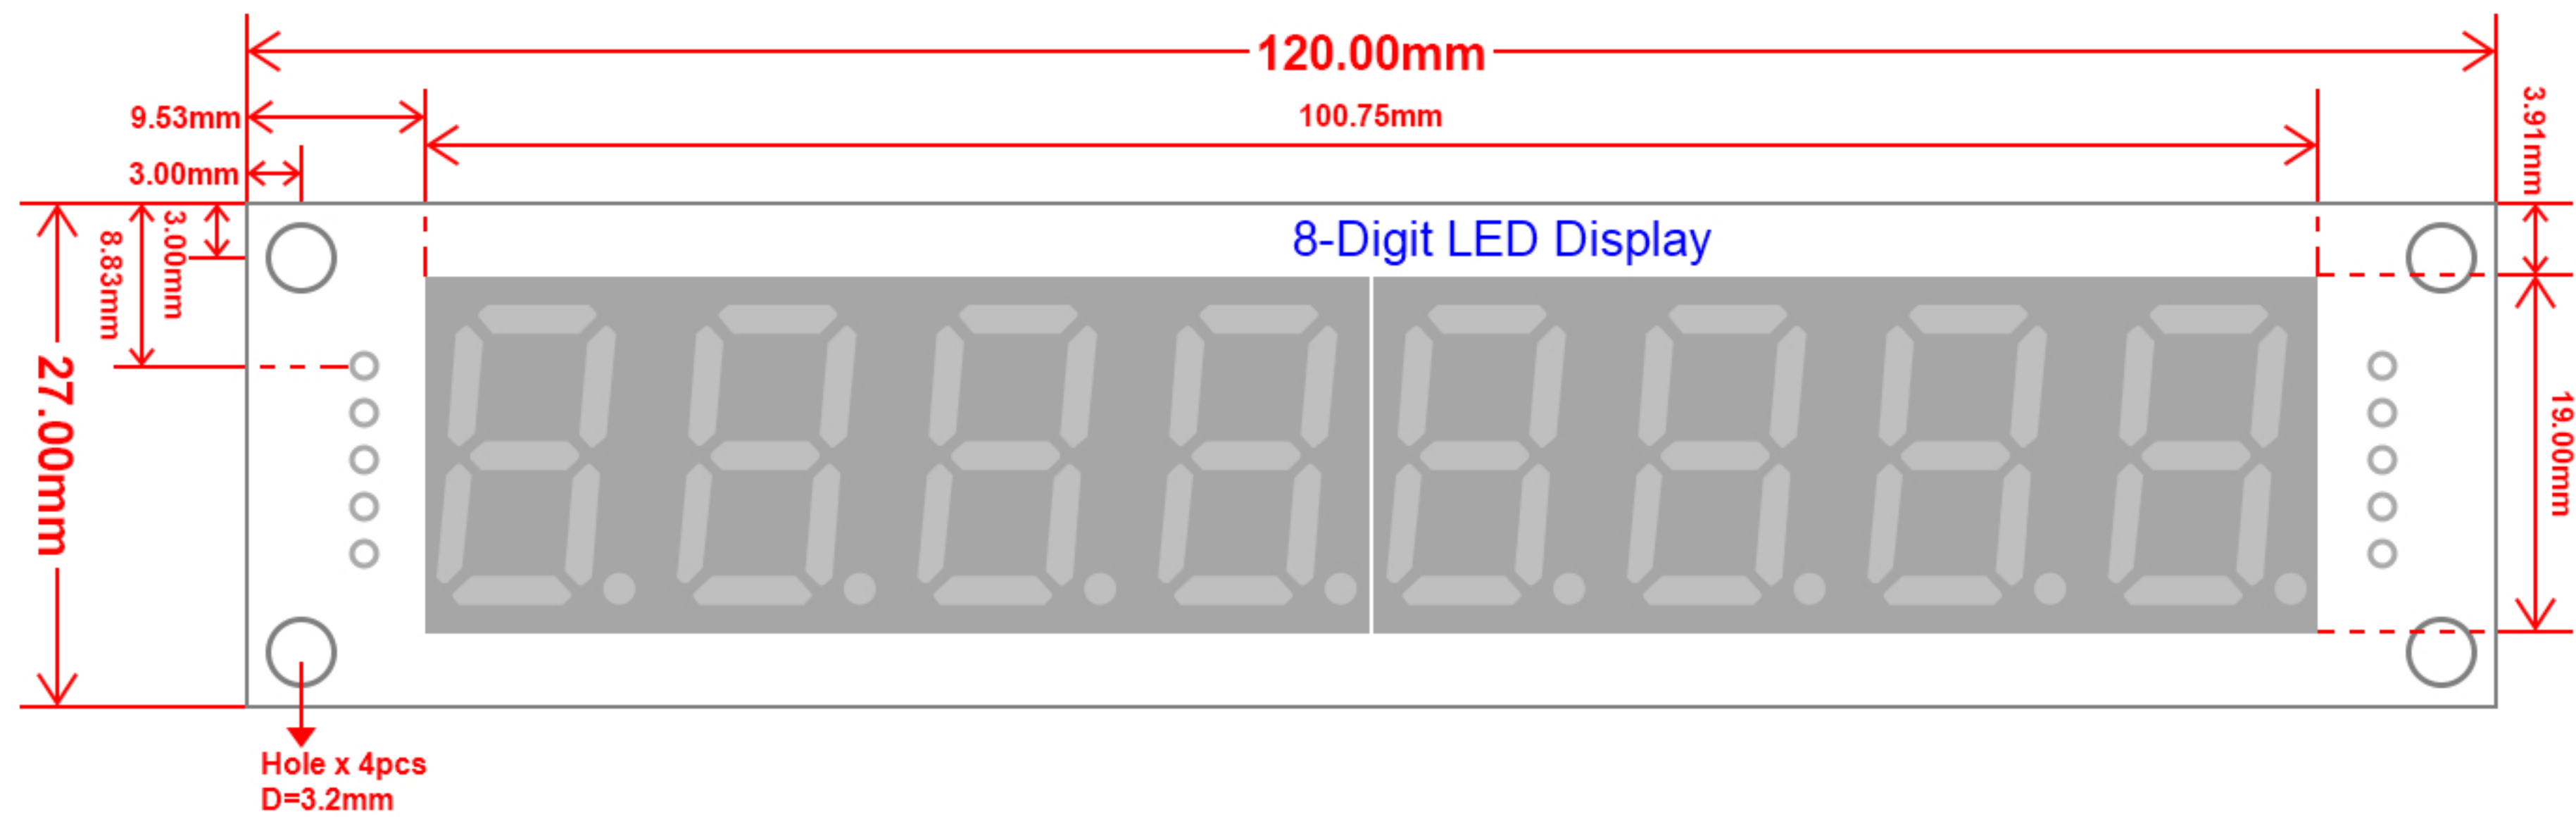 120.00mm
9.53mm
100.75mm
3.91mm
3.00mm
3.00mm
8.83mm
8-Digit LED Display
27.00mm
19.00mm
Hole x 4pcs
D=3.2mm